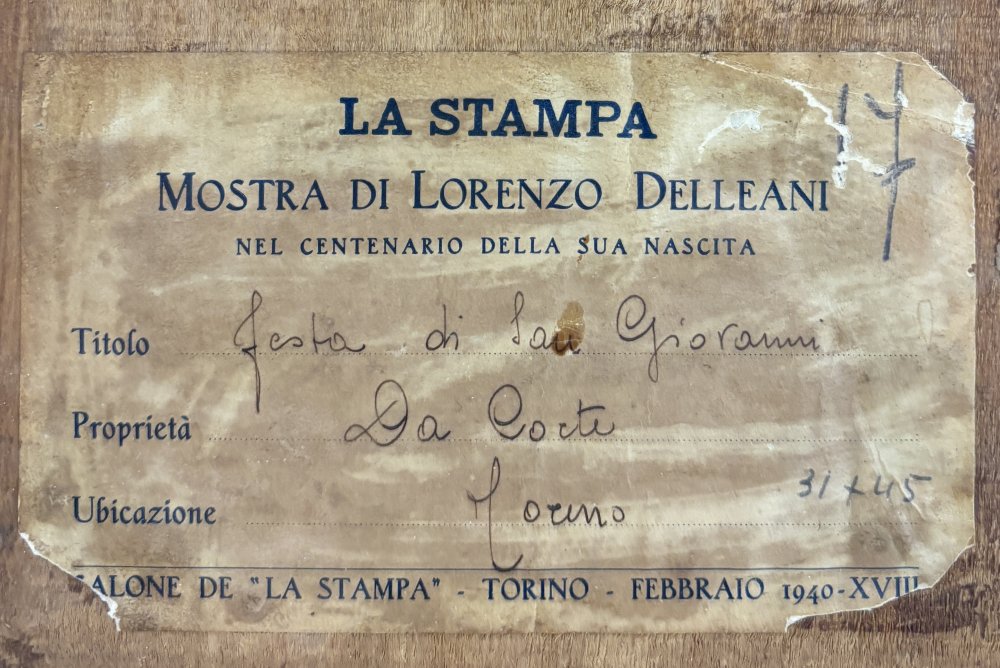 LA STAMPA
17
MOSTRA DI LORENZO DELLEANI
NEL CENTENARIO DELLA SUA NASCITA
Titolo Festa di San Giovanni
Proprietà Da Corte
Ubicazione Torino
31 x 45
SALONE DE "LA STAMPA" - TORINO - FEBBRAIO 1940-XVIII